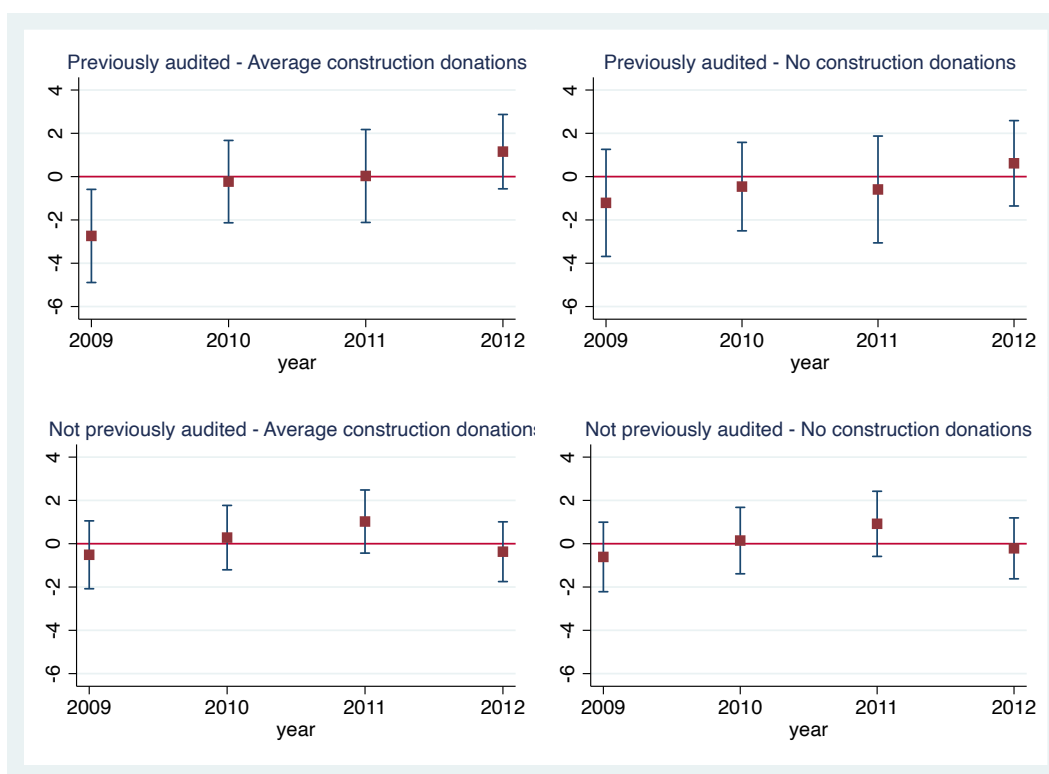 Previously audited - Average construction donations
4
2
0
-2
-4
-6
2009 2010 2011 2012
year
Previously audited - No construction donations
4
2
0
-2
-4
-6
2009 2010 2011 2012
year
Not previously audited - Average construction donations
4
2
0
-2
-4
-6
2009 2010 2011 2012
year
Not previously audited - No construction donations
4
2
0
-2
-4
-6
2009 2010 2011 2012
year